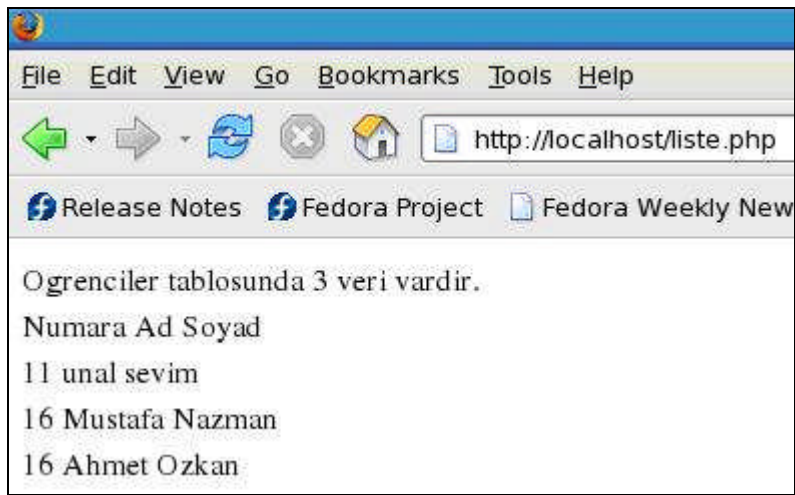 File Edit View Go Bookmarks Tools Help
http://localhost/liste.php
Release Notes Fedora Project Fedora Weekly New
Ogrenciler tablosunda 3 veri vardir.
Numara Ad Soyad
11 unal sevim
16 Mustafa Nazman
16 Ahmet Ozkan